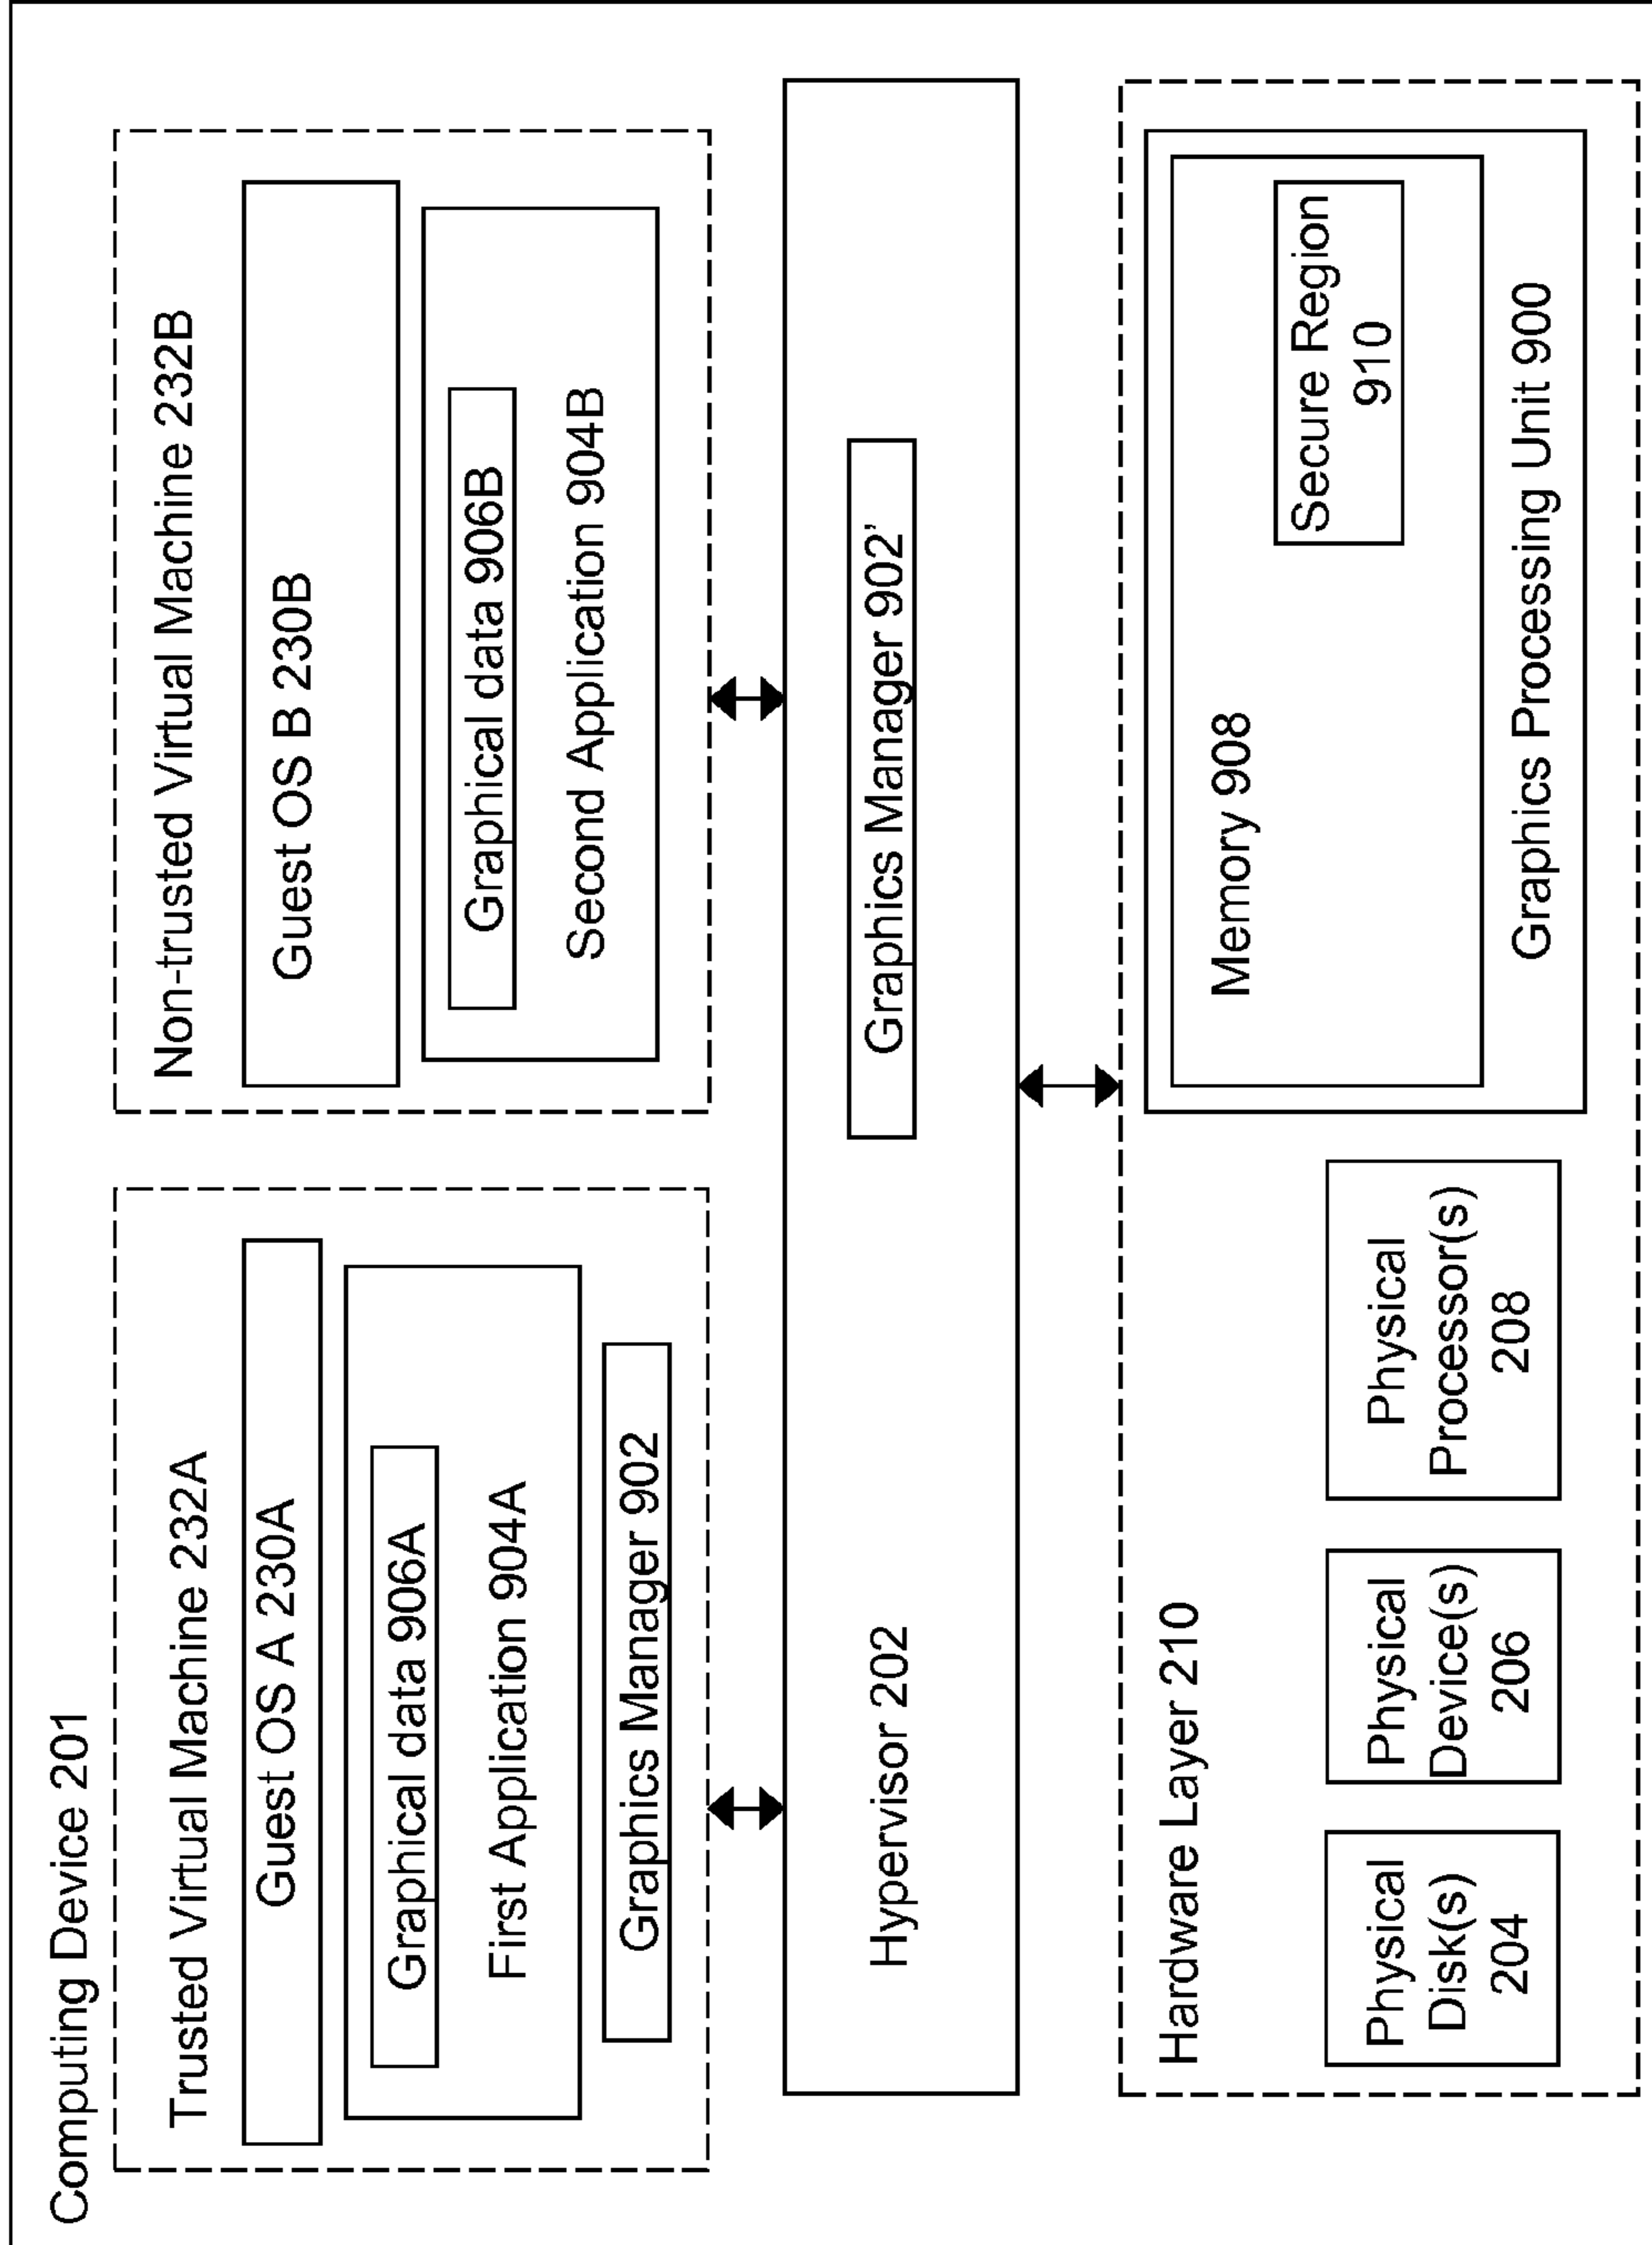 Computing Device 201
Trusted Virtual Machine 232A
Guest OS A 230A
Graphical data 906A
First Application 904A
Graphics Manager 902
Non-trusted Virtual Machine 232B
Guest OS B 230B
Graphical data 906B
Second Application 904B
Hypervisor 202
Graphics Manager 902’
Hardware Layer 210
Physical
Disk(s)
204
Physical
Device(s)
206
Physical
Processor(s)
208
Memory 908
Secure Region
910
Graphics Processing Unit 900